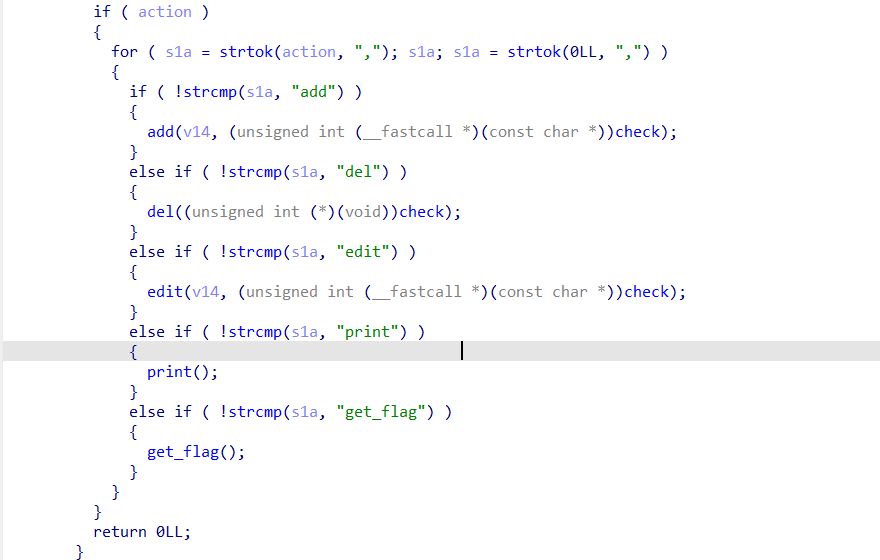 if ( action )
{
for ( s1a = strtok(action, ","); s1a; s1a = strtok(0LL, ",") )
{
if ( !strcmp(s1a, "add") )
{
add(v14, (unsigned int (__fastcall *)(const char *))check);
}
else if ( !strcmp(s1a, "del") )
{
del((unsigned int (*)(void))check);
}
else if ( !strcmp(s1a, "edit") )
{
edit(v14, (unsigned int (__fastcall *)(const char *))check);
}
else if ( !strcmp(s1a, "print") )
{
print();
}
else if ( !strcmp(s1a, "get_flag") )
{
get_flag();
}
}
}
return 0LL;
}